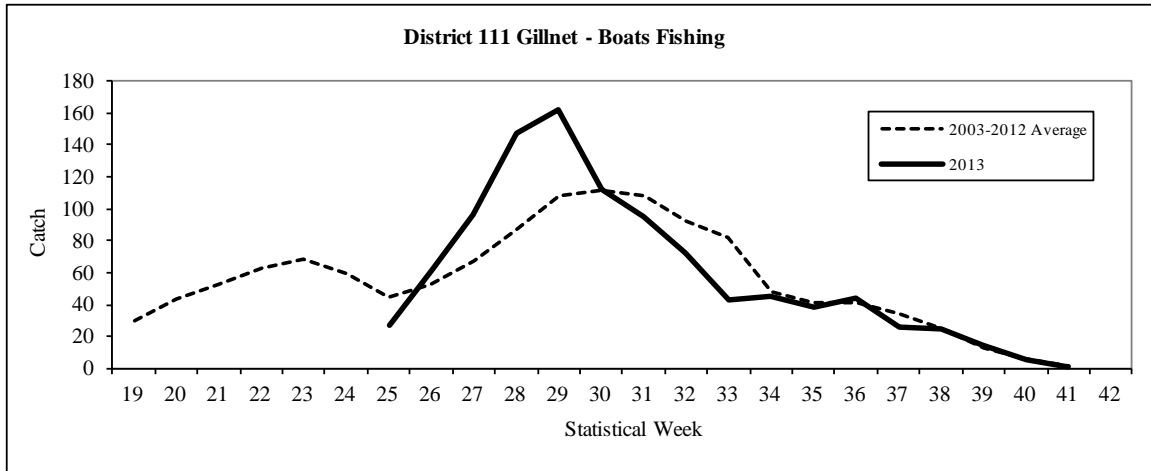 District 111 Gillnet - Boats Fishing
180
160
140
120
100
80
60
40
20
0
Catch
2003-2012 Average
2013
19 20 21 22 23 24 25 26 27 28 29 30 31 32 33 34 35 36 37 38 39 40 41 42
Statistical Week